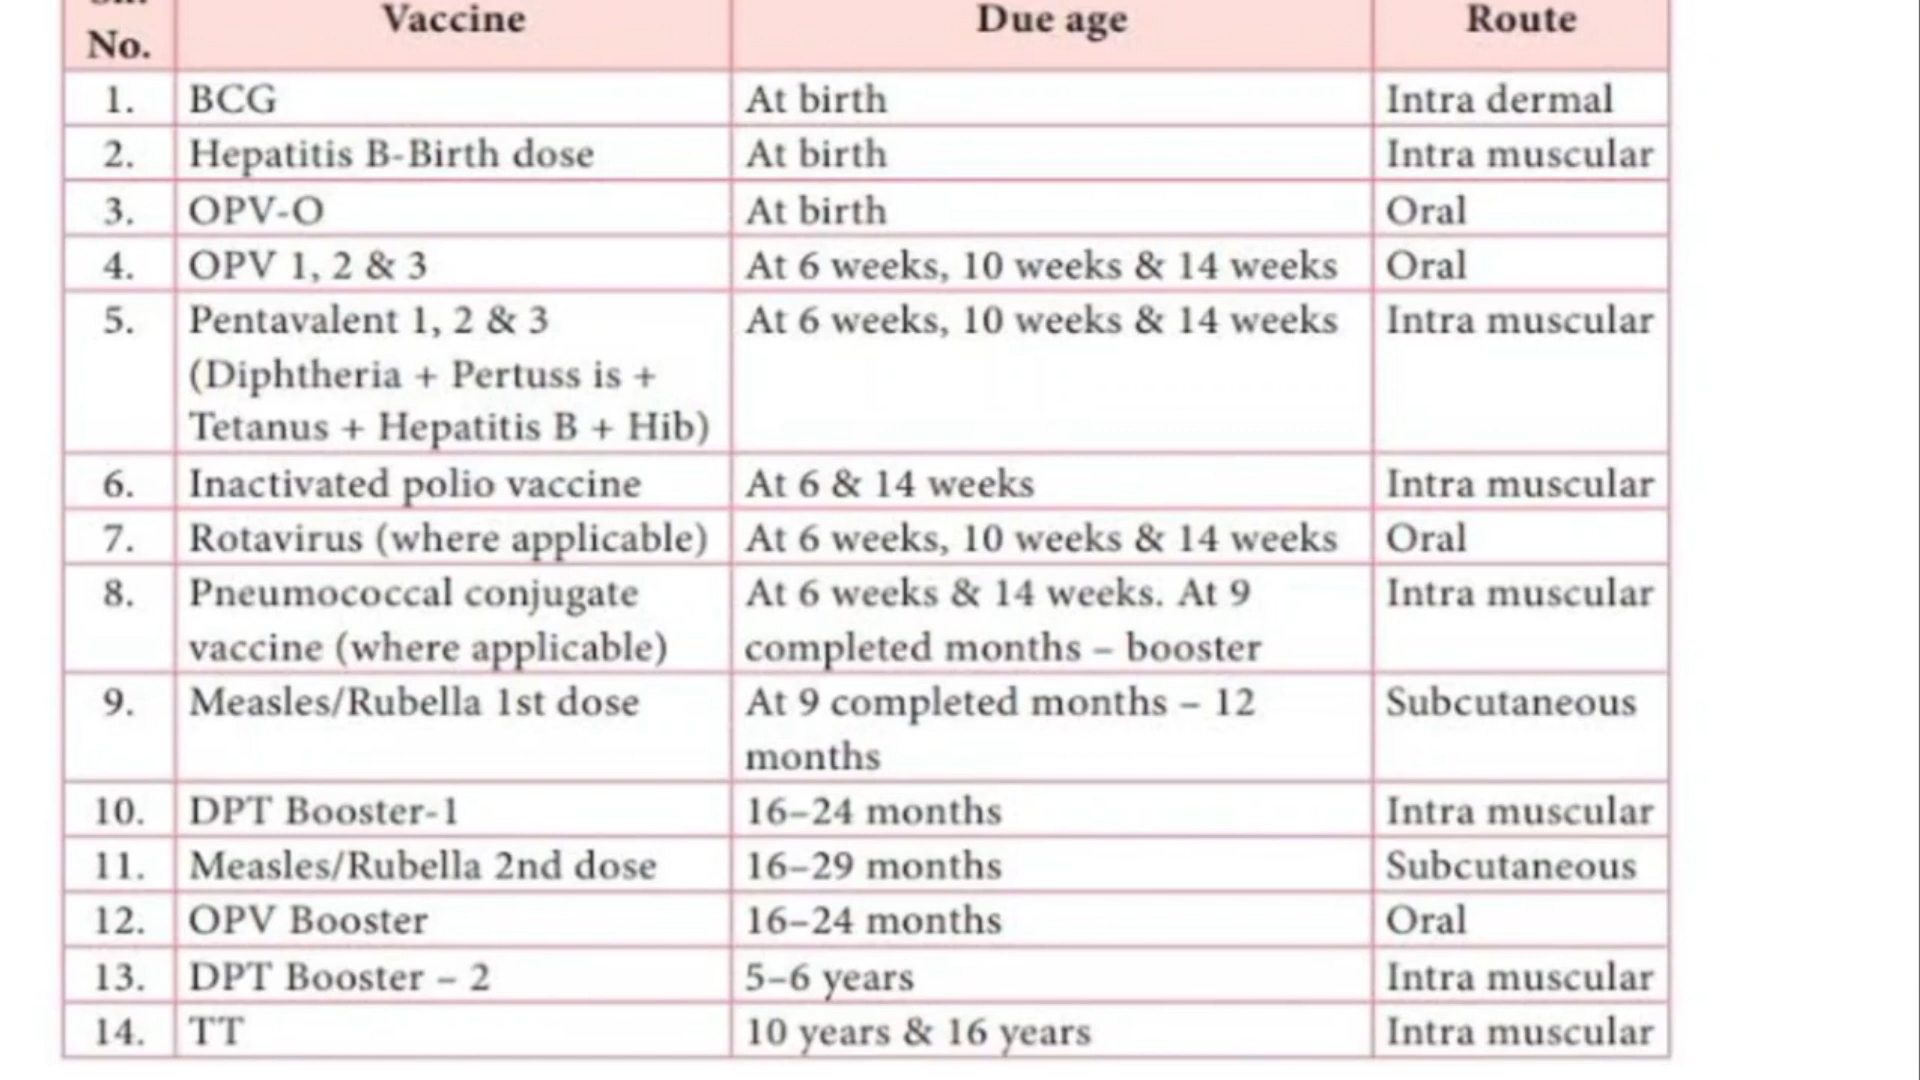 Vaccine Due age Route
No.
1. BCG At birth Intra dermal
2. Hepatitis B-Birth dose At birth Intra muscular
3. OPV-O At birth Oral
4. OPV 1, 2 & 3 At 6 weeks, 10 weeks & 14 weeks Oral
5. Pentavalent 1, 2 & 3 At 6 weeks, 10 weeks & 14 weeks Intra muscular
(Diphtheria + Pertuss is +
Tetanus + Hepatitis B + Hib)
6. Inactivated polio vaccine At 6 & 14 weeks Intra muscular
7. Rotavirus (where applicable) At 6 weeks, 10 weeks & 14 weeks Oral
8. Pneumococcal conjugate At 6 weeks & 14 weeks. At 9 Intra muscular
vaccine (where applicable) completed months – booster
9. Measles/Rubella 1st dose At 9 completed months – 12 Subcutaneous
months
10. DPT Booster-1 16–24 months Intra muscular
11. Measles/Rubella 2nd dose 16–29 months Subcutaneous
12. OPV Booster 16–24 months Oral
13. DPT Booster – 2 5–6 years Intra muscular
14. TT 10 years & 16 years Intra muscular